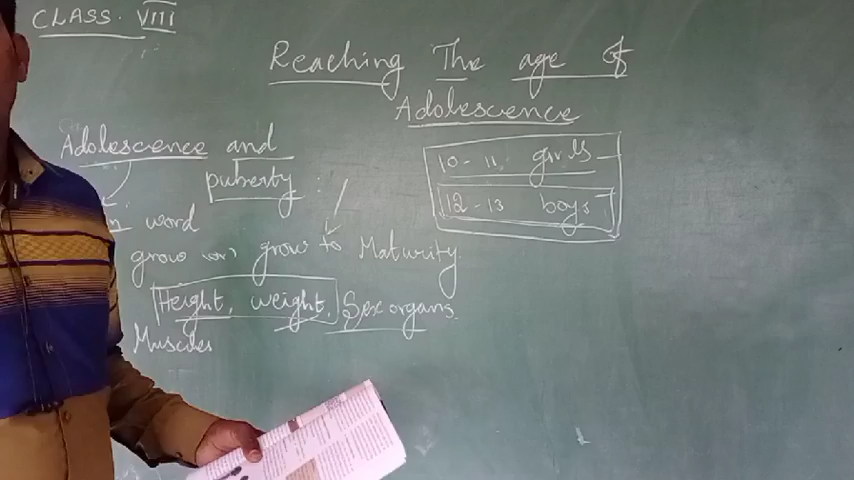 CLASS. VIII
Reaching The age of
Adolescence
Adolescence and
puberty :
10 - 11 girls
12 - 13 boys
word
grow or grow to Maturity.
Height, weight, Sex organs.
Muscles